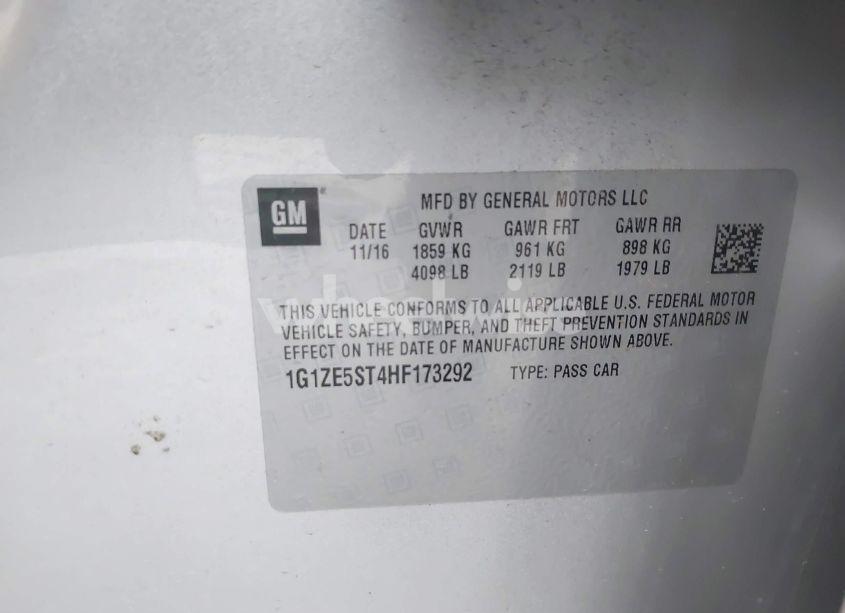 GM
MFD BY GENERAL MOTORS LLC
DATE GVWR GAWR FRT GAWR RR
11/16 1859 KG 961 KG 898 KG
4098 LB 2119 LB 1979 LB
THIS VEHICLE CONFORMS TO ALL APPLICABLE U.S. FEDERAL MOTOR
VEHICLE SAFETY, BUMPER, AND THEFT PREVENTION STANDARDS IN
EFFECT ON THE DATE OF MANUFACTURE SHOWN ABOVE.
1G1ZE5ST4HF173292 TYPE: PASS CAR